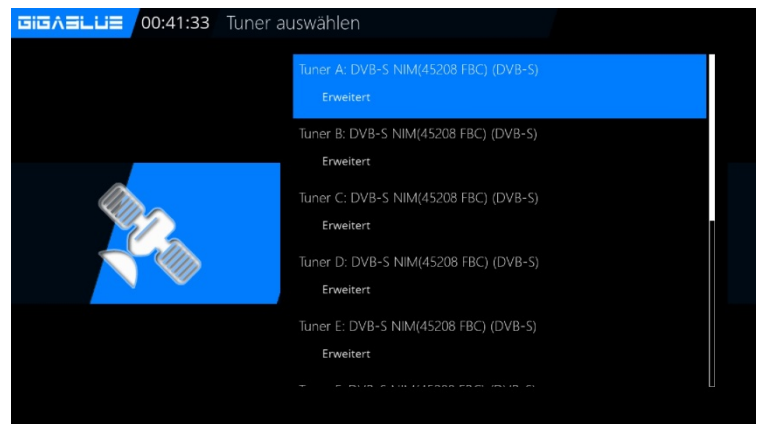 GIGABLUE 00:41:33 Tuner auswählen
Tuner A: DVB-S NIM(45208 FBC) (DVB-S)
Erweitert
Tuner B: DVB-S NIM(45208 FBC) (DVB-S)
Erweitert
Tuner C: DVB-S NIM(45208 FBC) (DVB-S)
Erweitert
Tuner D: DVB-S NIM(45208 FBC) (DVB-S)
Erweitert
Tuner E: DVB-S NIM(45208 FBC) (DVB-S)
Erweitert